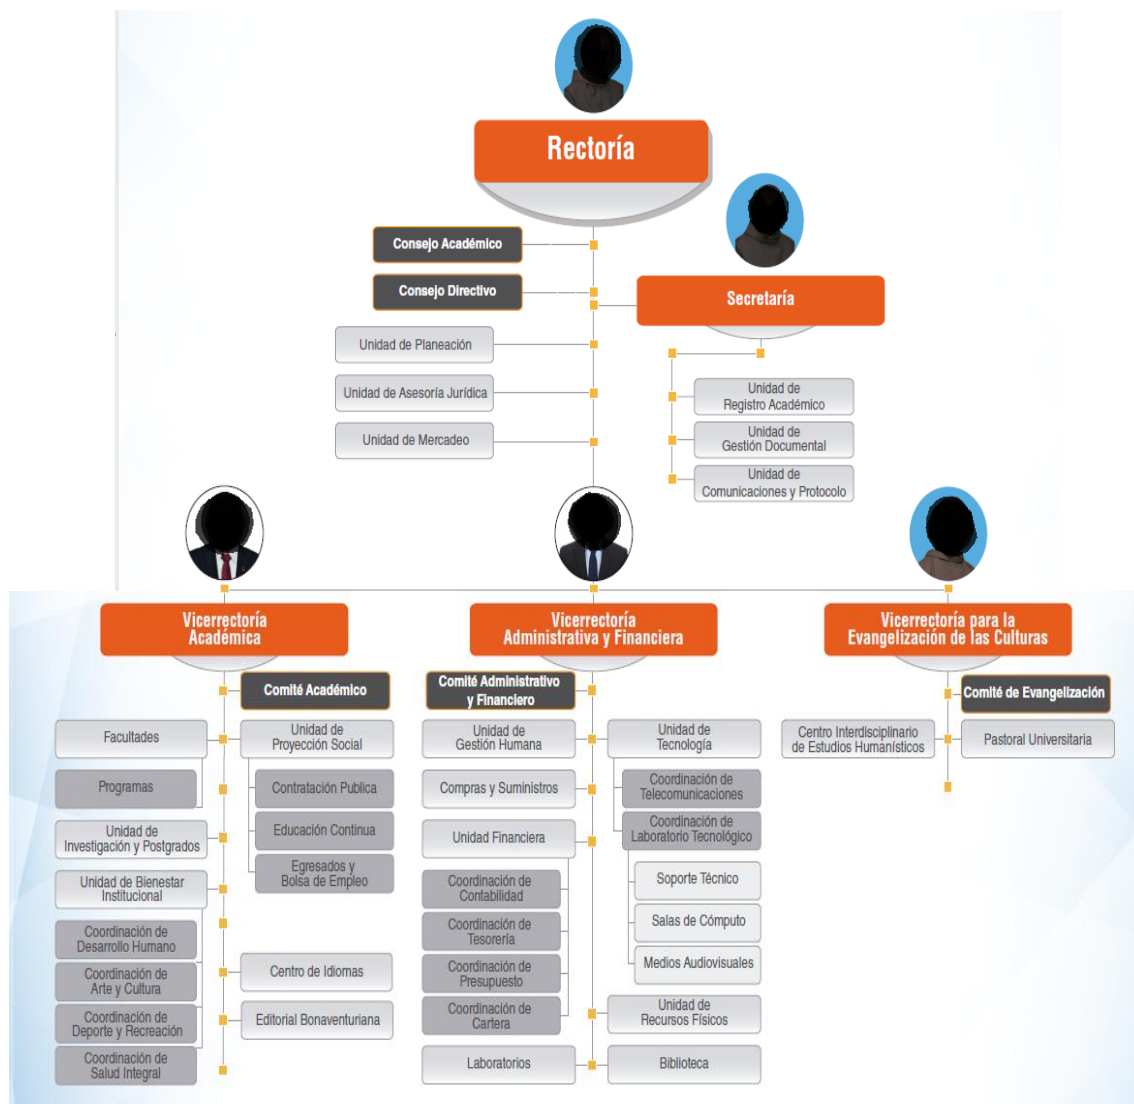 Rectoría
Consejo Académico
Consejo Directivo
Secretaría
Unidad de Planeación
Unidad de Asesoría Jurídica
Unidad de Mercadeo
Unidad de
Registro Académico
Unidad de
Gestión Documental
Unidad de
Comunicaciones y Protocolo
Vicerrectoría
Académica
Comité Académico
Facultades
Programas
Unidad de
Investigación y Postgrados
Unidad de Bienestar
Institucional
Coordinación de
Desarrollo Humano
Coordinación de
Arte y Cultura
Coordinación de
Deporte y Recreación
Coordinación de
Salud Integral
Unidad de
Proyección Social
Contratación Publica
Educación Continua
Egresados y
Bolsa de Empleo
Centro de Idiomas
Editorial Bonaventuriana
Vicerrectoría
Administrativa y Financiera
Comité Administrativo
y Financiero
Unidad de
Gestión Humana
Compras y Suministros
Unidad Financiera
Coordinación de
Contabilidad
Coordinación de
Tesorería
Coordinación de
Presupuesto
Coordinación de
Cartera
Laboratorios
Unidad de
Tecnología
Coordinación de
Telecomunicaciones
Coordinación de
Laboratorio Tecnológico
Soporte Técnico
Salas de Cómputo
Medios Audiovisuales
Unidad de
Recursos Físicos
Biblioteca
Vicerrectoría para la
Evangelización de las Culturas
Comité de Evangelización
Centro Interdisciplinario
de Estudios Humanísticos
Pastoral Universitaria